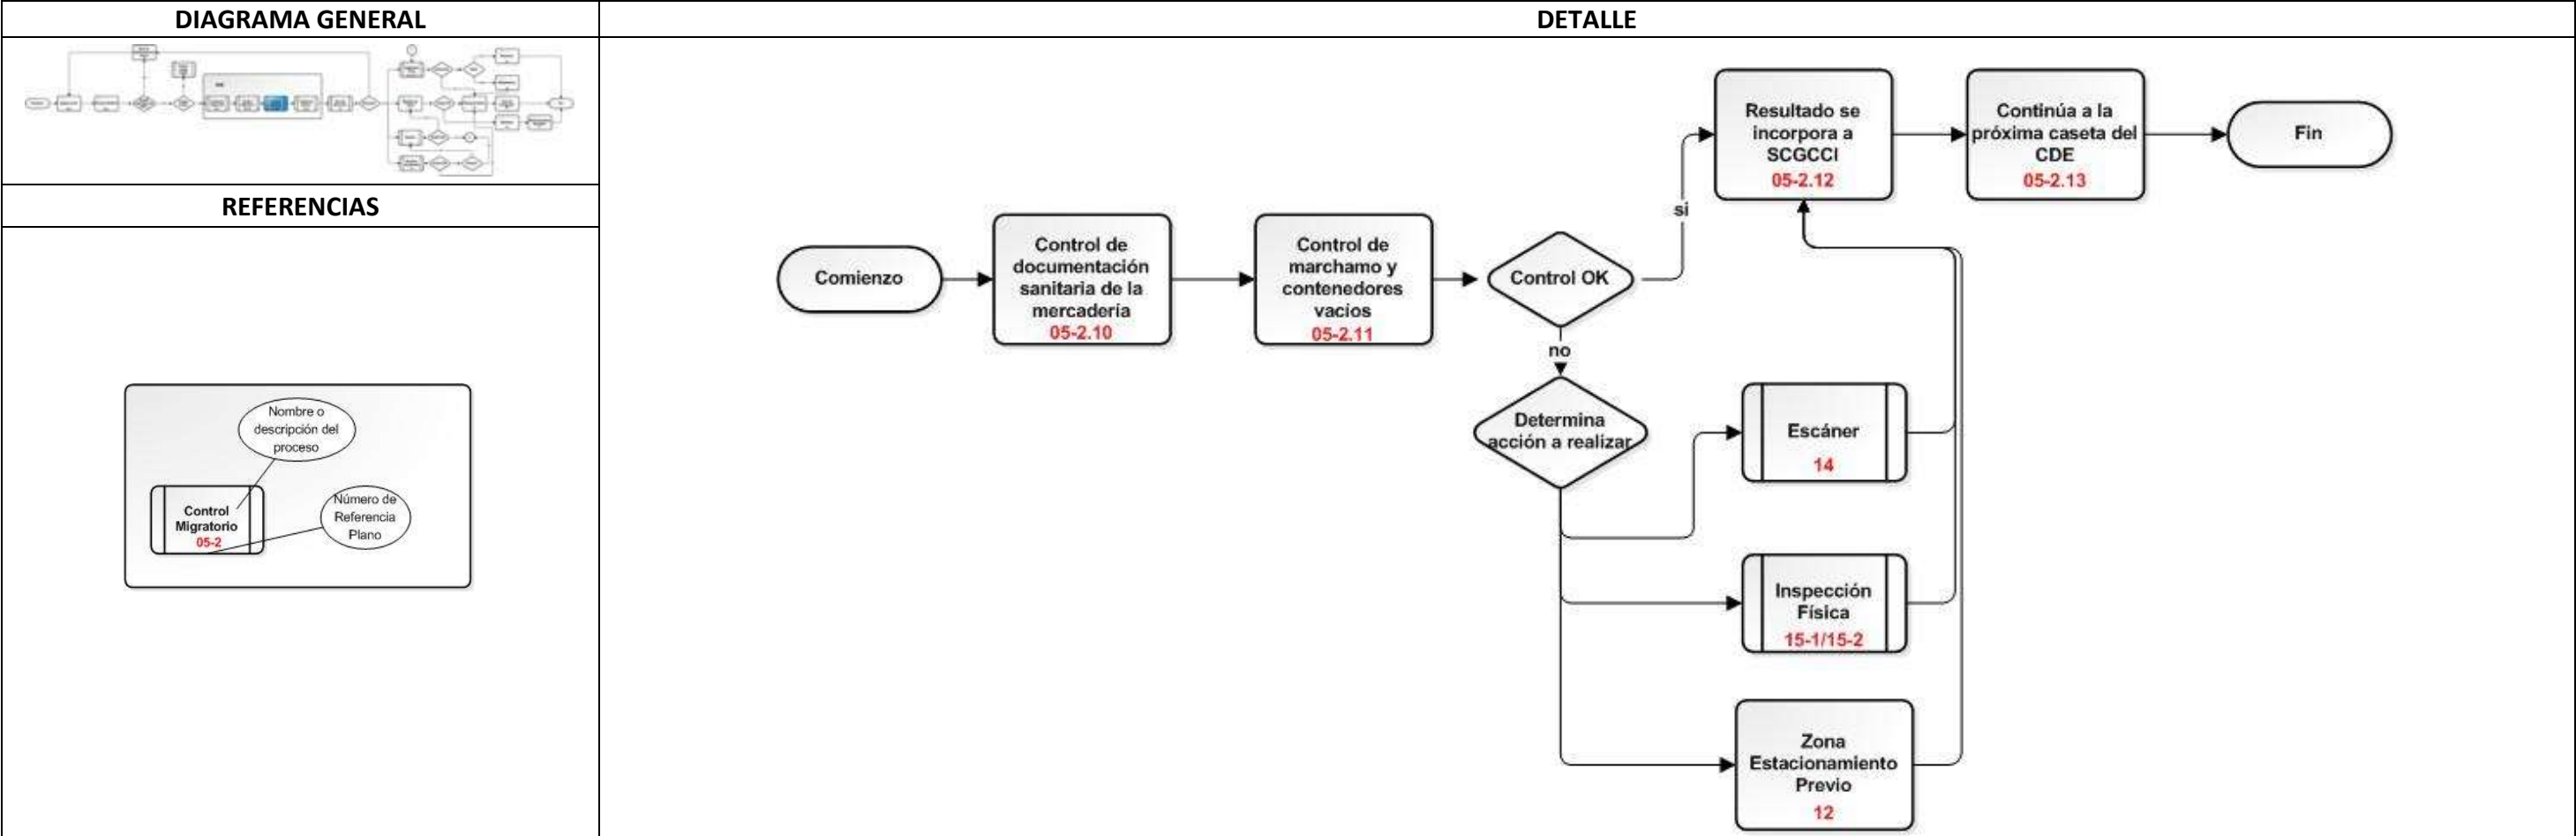 DIAGRAMA GENERAL
REFERENCIAS
Nombre o
descripción del
proceso
Control
Migratorio
05-2
Número de
Referencia
Plano
DETALLE
Comienzo
Control de
documentación
sanitaria de la
mercadería
05-2.10
Control de
marchamo y
contenedores
vacíos
05-2.11
Control OK
si
no
Resultado se
incorpora a
SCGCCI
05-2.12
Continúa a la
próxima caseta del
CDE
05-2.13
Fin
Determina
acción a realizar
Escáner
14
Inspección
Física
15-1/15-2
Zona
Estacionamiento
Previo
12